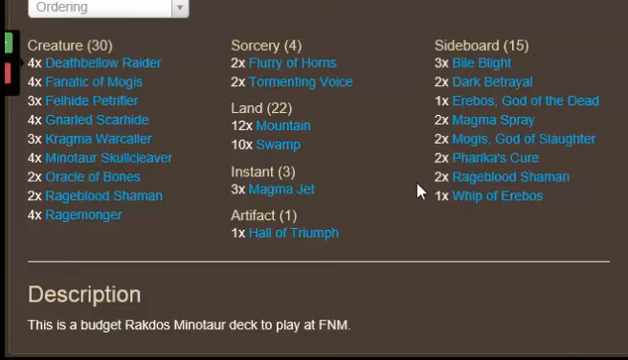 Ordering
Creature (30)
4x Deathbellow Raider
4x Fanatic of Mogis
3x Felhide Petrifier
4x Gnarled Scarhide
3x Kragma Warcaller
4x Minotaur Skullcleaver
2x Oracle of Bones
2x Rageblood Shaman
4x Ragemonger
Sorcery (4)
2x Flurry of Horns
2x Tormenting Voice
Land (22)
12x Mountain
10x Swamp
Instant (3)
3x Magma Jet
Artifact (1)
1x Hall of Triumph
Sideboard (15)
3x Bile Blight
2x Dark Betrayal
1x Erebos, God of the Dead
2x Magma Spray
2x Mogis, God of Slaughter
2x Pharika's Cure
2x Rageblood Shaman
1x Whip of Erebos
Description
This is a budget Rakdos Minotaur deck to play at FNM.